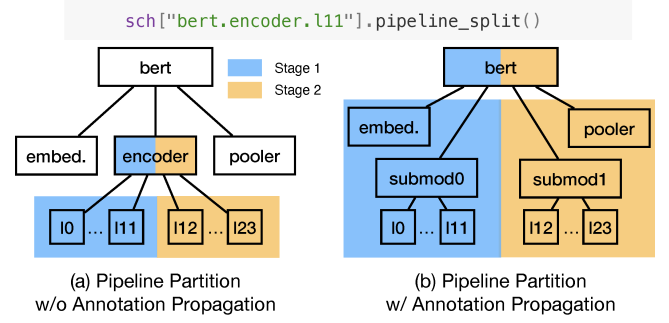 sch["bert.encoder.l11"].pipeline_split()
bert
Stage 1
Stage 2
embed.
encoder
pooler
l0 ... l11 l12 ... l23
(a) Pipeline Partition
w/o Annotation Propagation
bert
embed.
pooler
submod0
submod1
l0 ... l11 l12 ... l23
(b) Pipeline Partition
w/ Annotation Propagation